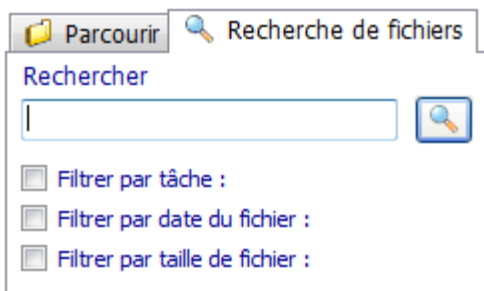 Parcourir Recherche de fichiers
Rechercher
Filtrer par tâche :
Filtrer par date du fichier :
Filtrer par taille de fichier :